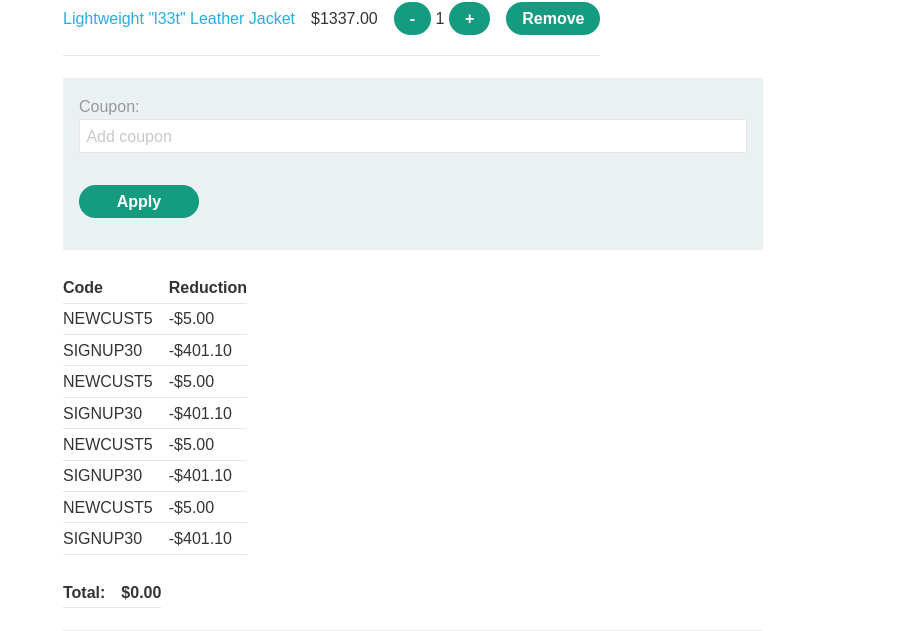 Lightweight "l33t" Leather Jacket $1337.00 - 1 + Remove
Coupon:
Add coupon
Apply
Code Reduction
NEWCUST5 -$5.00
SIGNUP30 -$401.10
NEWCUST5 -$5.00
SIGNUP30 -$401.10
NEWCUST5 -$5.00
SIGNUP30 -$401.10
NEWCUST5 -$5.00
SIGNUP30 -$401.10
Total: $0.00